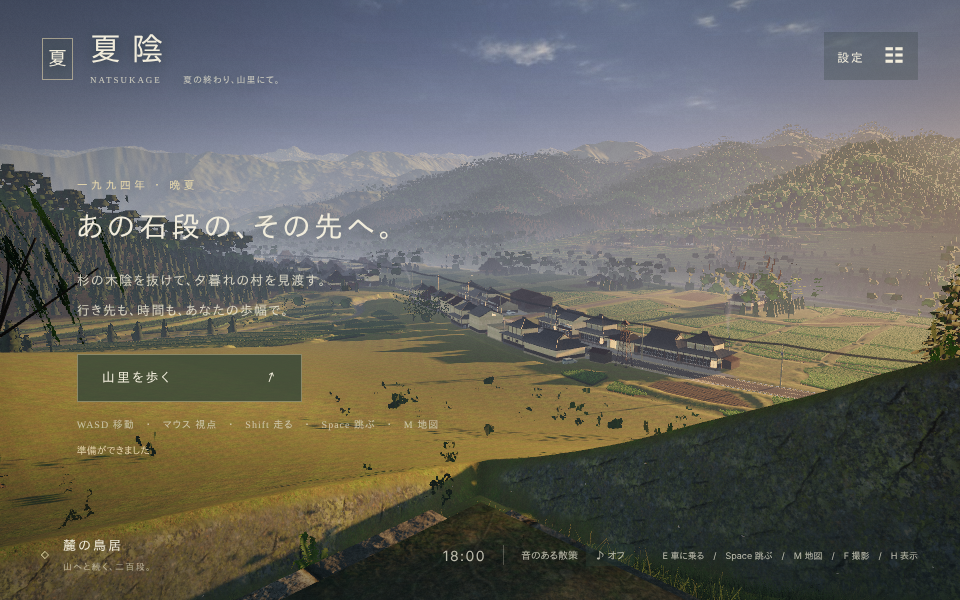 夏
夏陰
NATSUKAGE 夏の終わり、山里にて。
設定
一九九四年 · 晩夏
あの石段の、その先へ。
杉の木陰を抜けて、夕暮れの村を見渡す。
行き先も、時間も、あなたの歩幅で。
山里を歩く ↗
WASD 移動 · マウス 視点 · Shift 走る · Space 跳ぶ · M 地図
準備ができました。
麓の鳥居
山へと続く、二百段。
18:00 音のある散策 ♪ オフ E 車に乗る / Space 跳ぶ / M 地図 / F 撮影 / H 表示